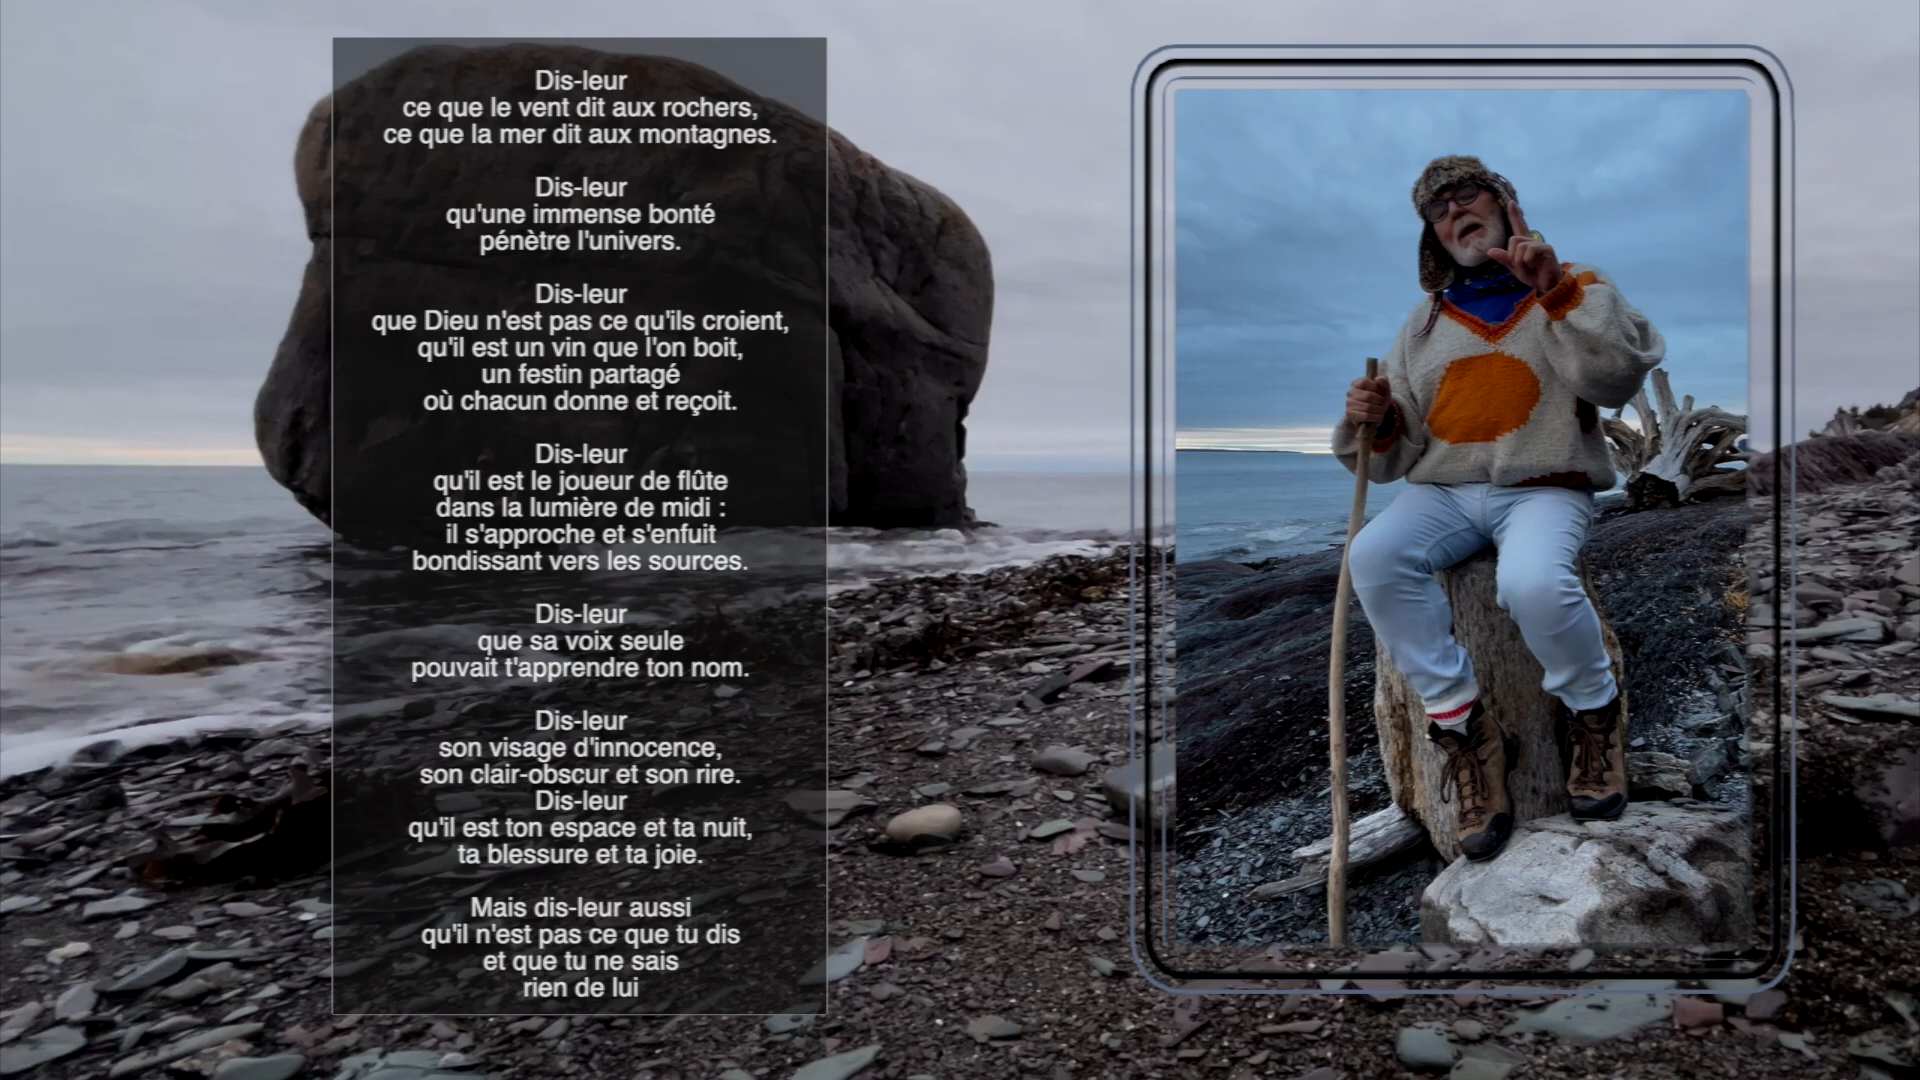 Dis-leur
ce que le vent dit aux rochers,
ce que la mer dit aux montagnes.
Dis-leur
qu'une immense bonté
pénètre l'univers.
Dis-leur
que Dieu n'est pas ce qu'ils croient,
qu'il est un vin que l'on boit,
un festin partagé
où chacun donne et reçoit.
Dis-leur
qu'il est le joueur de flûte
dans la lumière de midi :
il s'approche et s'enfuit
bondissant vers les sources.
Dis-leur
que sa voix seule
pouvait t'apprendre ton nom.
Dis-leur
son visage d'innocence,
son clair-obscur et son rire.
Dis-leur
qu'il est ton espace et ta nuit,
ta blessure et ta joie.
Mais dis-leur aussi
qu'il n'est pas ce que tu dis
et que tu ne sais
rien de lui